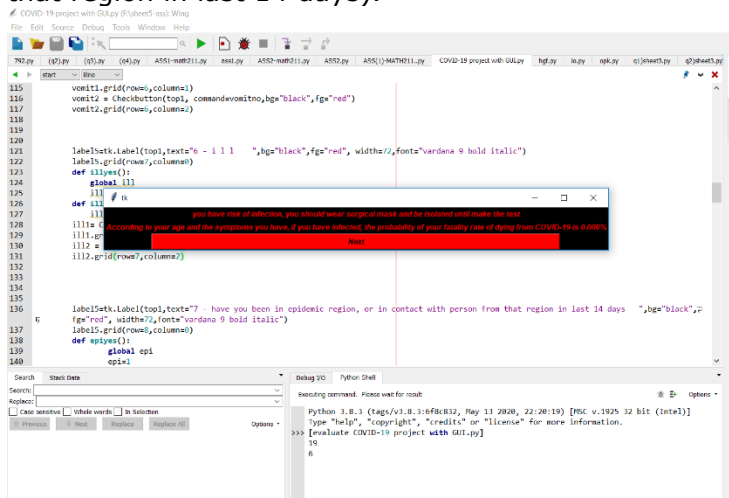 that region in last 14 days).
COVID-19 project with GUI.py (F:\sheet5-ass): Wing
File Edit Source Debug Tools Window Help
792.py (q2).py (q3).py (q4).py ASS1-math211.py ass1.py ASS2-math211.py ASS2.py ASS(1)-MATH211.py COVID-19 project with GUI.py hgf.py io.py opk.py q1)sheet3.py q2)sheet3.py
start illno
115 vomit1.grid(row=6,column=1)
116 vomit2 = Checkbutton(top1, command=vomitno,bg="black",fg="red")
117 vomit2.grid(row=6,column=2)
118
119
120
121 label5=tk.Label(top1,text="6 - i l l ",bg="black",fg="red", width=72,font="vardana 9 bold italic")
122 label5.grid(row=7,column=0)
123 def illyes():
124 global ill
125 ill
tk
126 def ill
you have risk of infection, you should wear surgical mask and be isolated until make the test
127 ill
128 ill1= C
According to your age and the symptoms you have, if you have infected, the probability of your fatality rate of dying from COVID-19 is 0.006%
129 ill1.gr
130 ill2 =
Next
131 ill2.grid(row=7,column=2)
132
133
134
135
136 label5=tk.Label(top1,text="7 - have you been in epidemic region, or in contact with person from that region in last 14 days ",bg="black",
fg="red", width=72,font="vardana 9 bold italic")
137 label5.grid(row=8,column=0)
138 def epiyes():
139 global epi
140 epi=1
Search Stack Data
Search:
Replace:
Case sensitive Whole words In Selection
Previous Next Replace Replace All Options
Debug I/O Python Shell
Executing command. Please wait for result Options
Python 3.8.3 (tags/v3.8.3:6f8c832, May 13 2020, 22:20:19) [MSC v.1925 32 bit (Intel)]
Type "help", "copyright", "credits" or "license" for more information.
>>> [evaluate COVID-19 project with GUI.py]
19
6